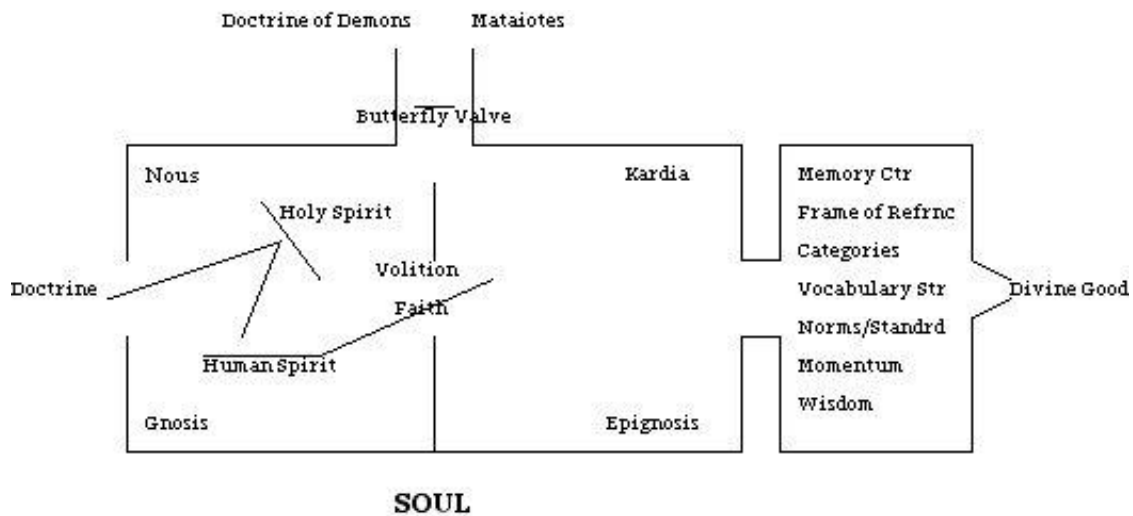 Doctrine of Demons
Mataiotes
Butterfly Valve
Nous
Kardia
Holy Spirit
Volition
Doctrine
Faith
Human Spirit
Gnosis
Epignosis
Memory Ctr
Frame of Refrnc
Categories
Vocabulary Str
Norms/Standrd
Momentum
Wisdom
Divine Good
SOUL